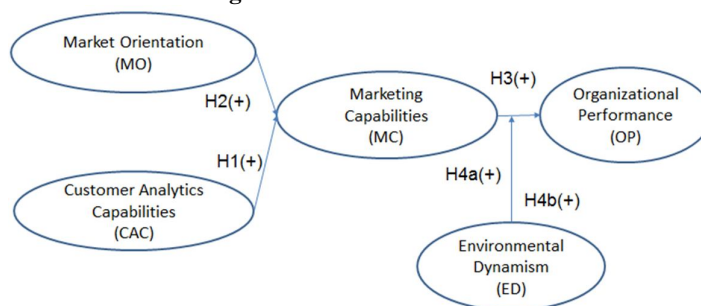 Market Orientation
(MO)
H2(+)
H1(+)
Customer Analytics
Capabilities
(CAC)
Marketing
Capabilities
(MC)
H3(+)
Organizational
Performance
(OP)
H4a(+)
H4b(+)
Environmental
Dynamism
(ED)